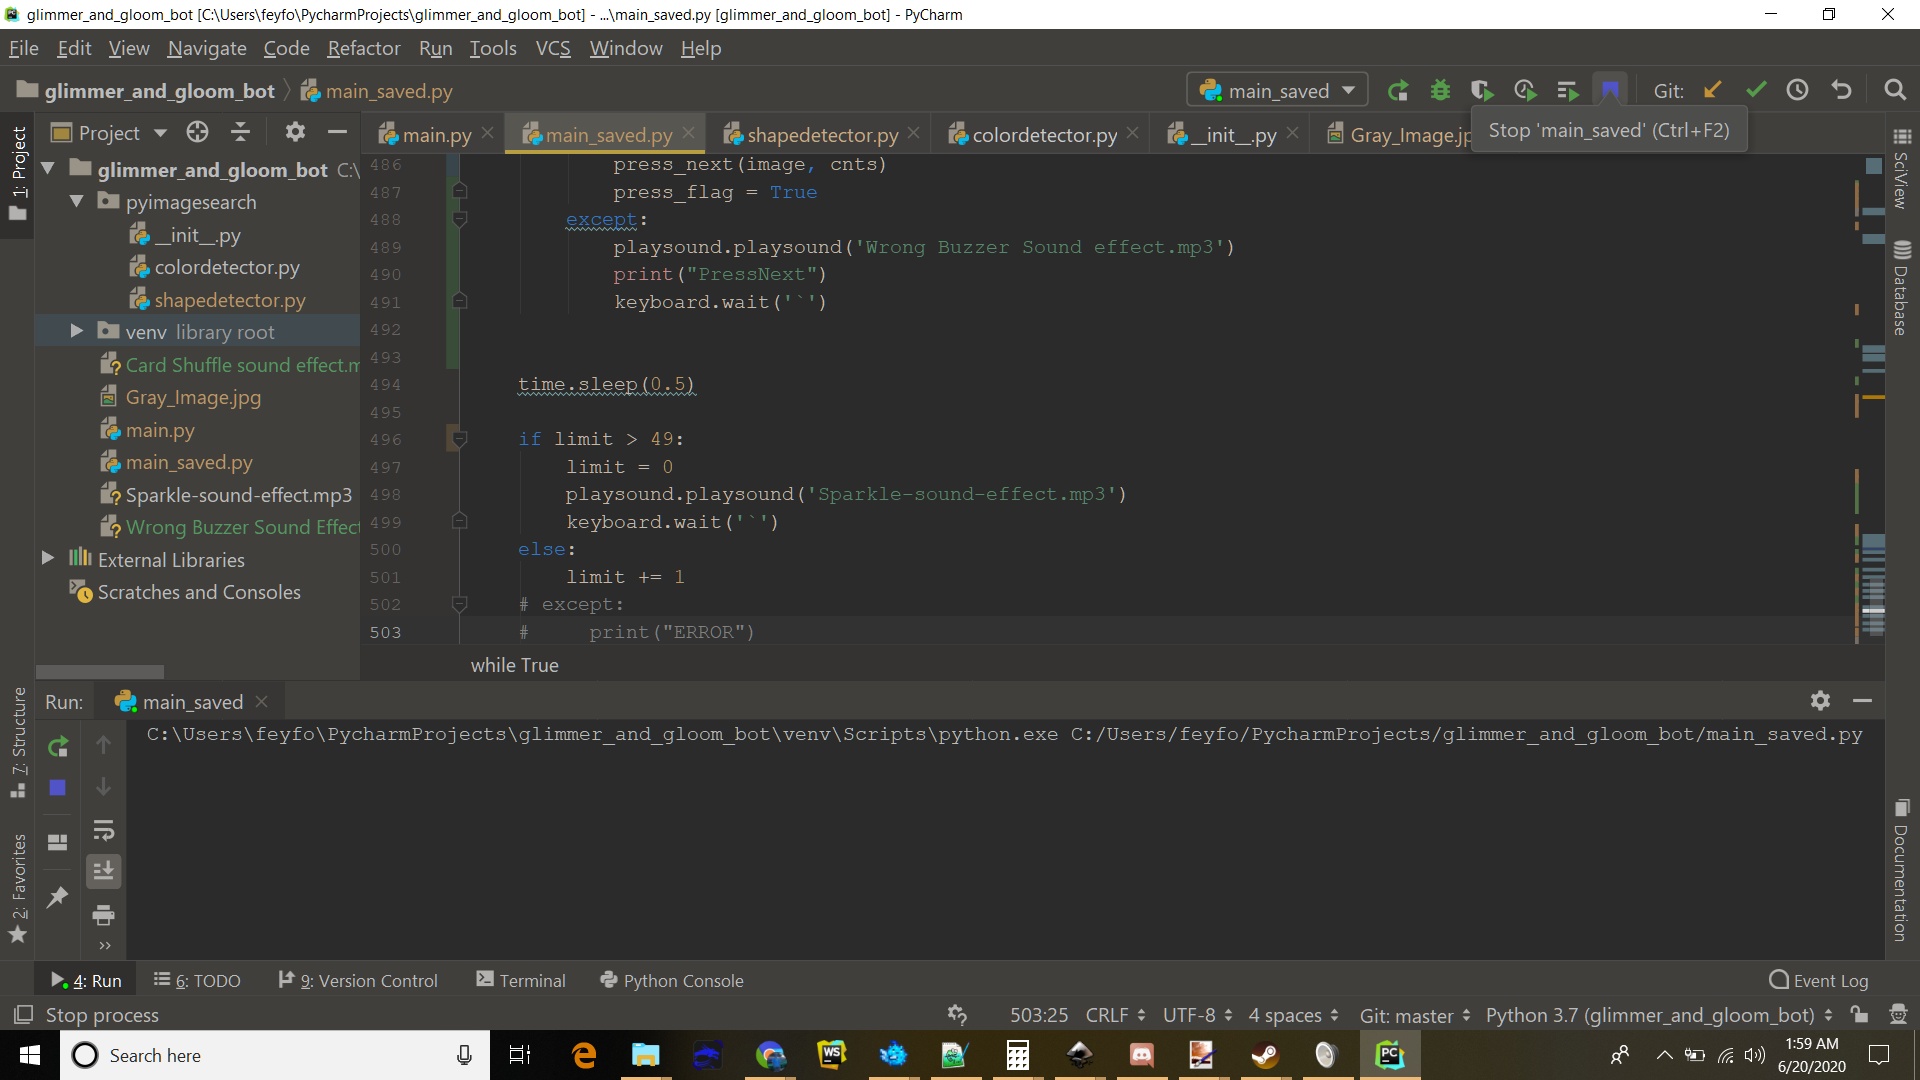 glimmer_and_gloom_bot [C:\Users\feyfo\PycharmProjects\glimmer_and_gloom_bot] - ...\main_saved.py [glimmer_and_gloom_bot] - PyCharm
File Edit View Navigate Code Refactor Run Tools VCS Window Help
glimmer_and_gloom_bot main_saved.py
main_saved
Git:
Stop 'main_saved' (Ctrl+F2)
1: Project
Project
main.py
main_saved.py
shapedetector.py
colordetector.py
__init__.py
Gray_Image.jp
glimmer_and_gloom_bot C:\
pyimagesearch
__init__.py
colordetector.py
shapedetector.py
venv library root
Card Shuffle sound effect.m
Gray_Image.jpg
main.py
main_saved.py
Sparkle-sound-effect.mp3
Wrong Buzzer Sound Effect
External Libraries
Scratches and Consoles
486 press_next(image, cnts)
487 press_flag = True
488 except:
489 playsound.playsound('Wrong Buzzer Sound effect.mp3')
490 print("PressNext")
491 keyboard.wait('`')
492
493
494 time.sleep(0.5)
495
496 if limit > 49:
497 limit = 0
498 playsound.playsound('Sparkle-sound-effect.mp3')
499 keyboard.wait('`')
500 else:
501 limit += 1
502 # except:
503 # print("ERROR")
while True
SciView
Database
Documentation
7: Structure
2: Favorites
Run: main_saved
C:\Users\feyfo\PycharmProjects\glimmer_and_gloom_bot\venv\Scripts\python.exe C:/Users/feyfo/PycharmProjects/glimmer_and_gloom_bot/main_saved.py
4: Run 6: TODO 9: Version Control Terminal Python Console Event Log
Stop process 503:25 CRLF UTF-8 4 spaces Git: master Python 3.7 (glimmer_and_gloom_bot)
Search here
WS
PC
1:59 AM
6/20/2020